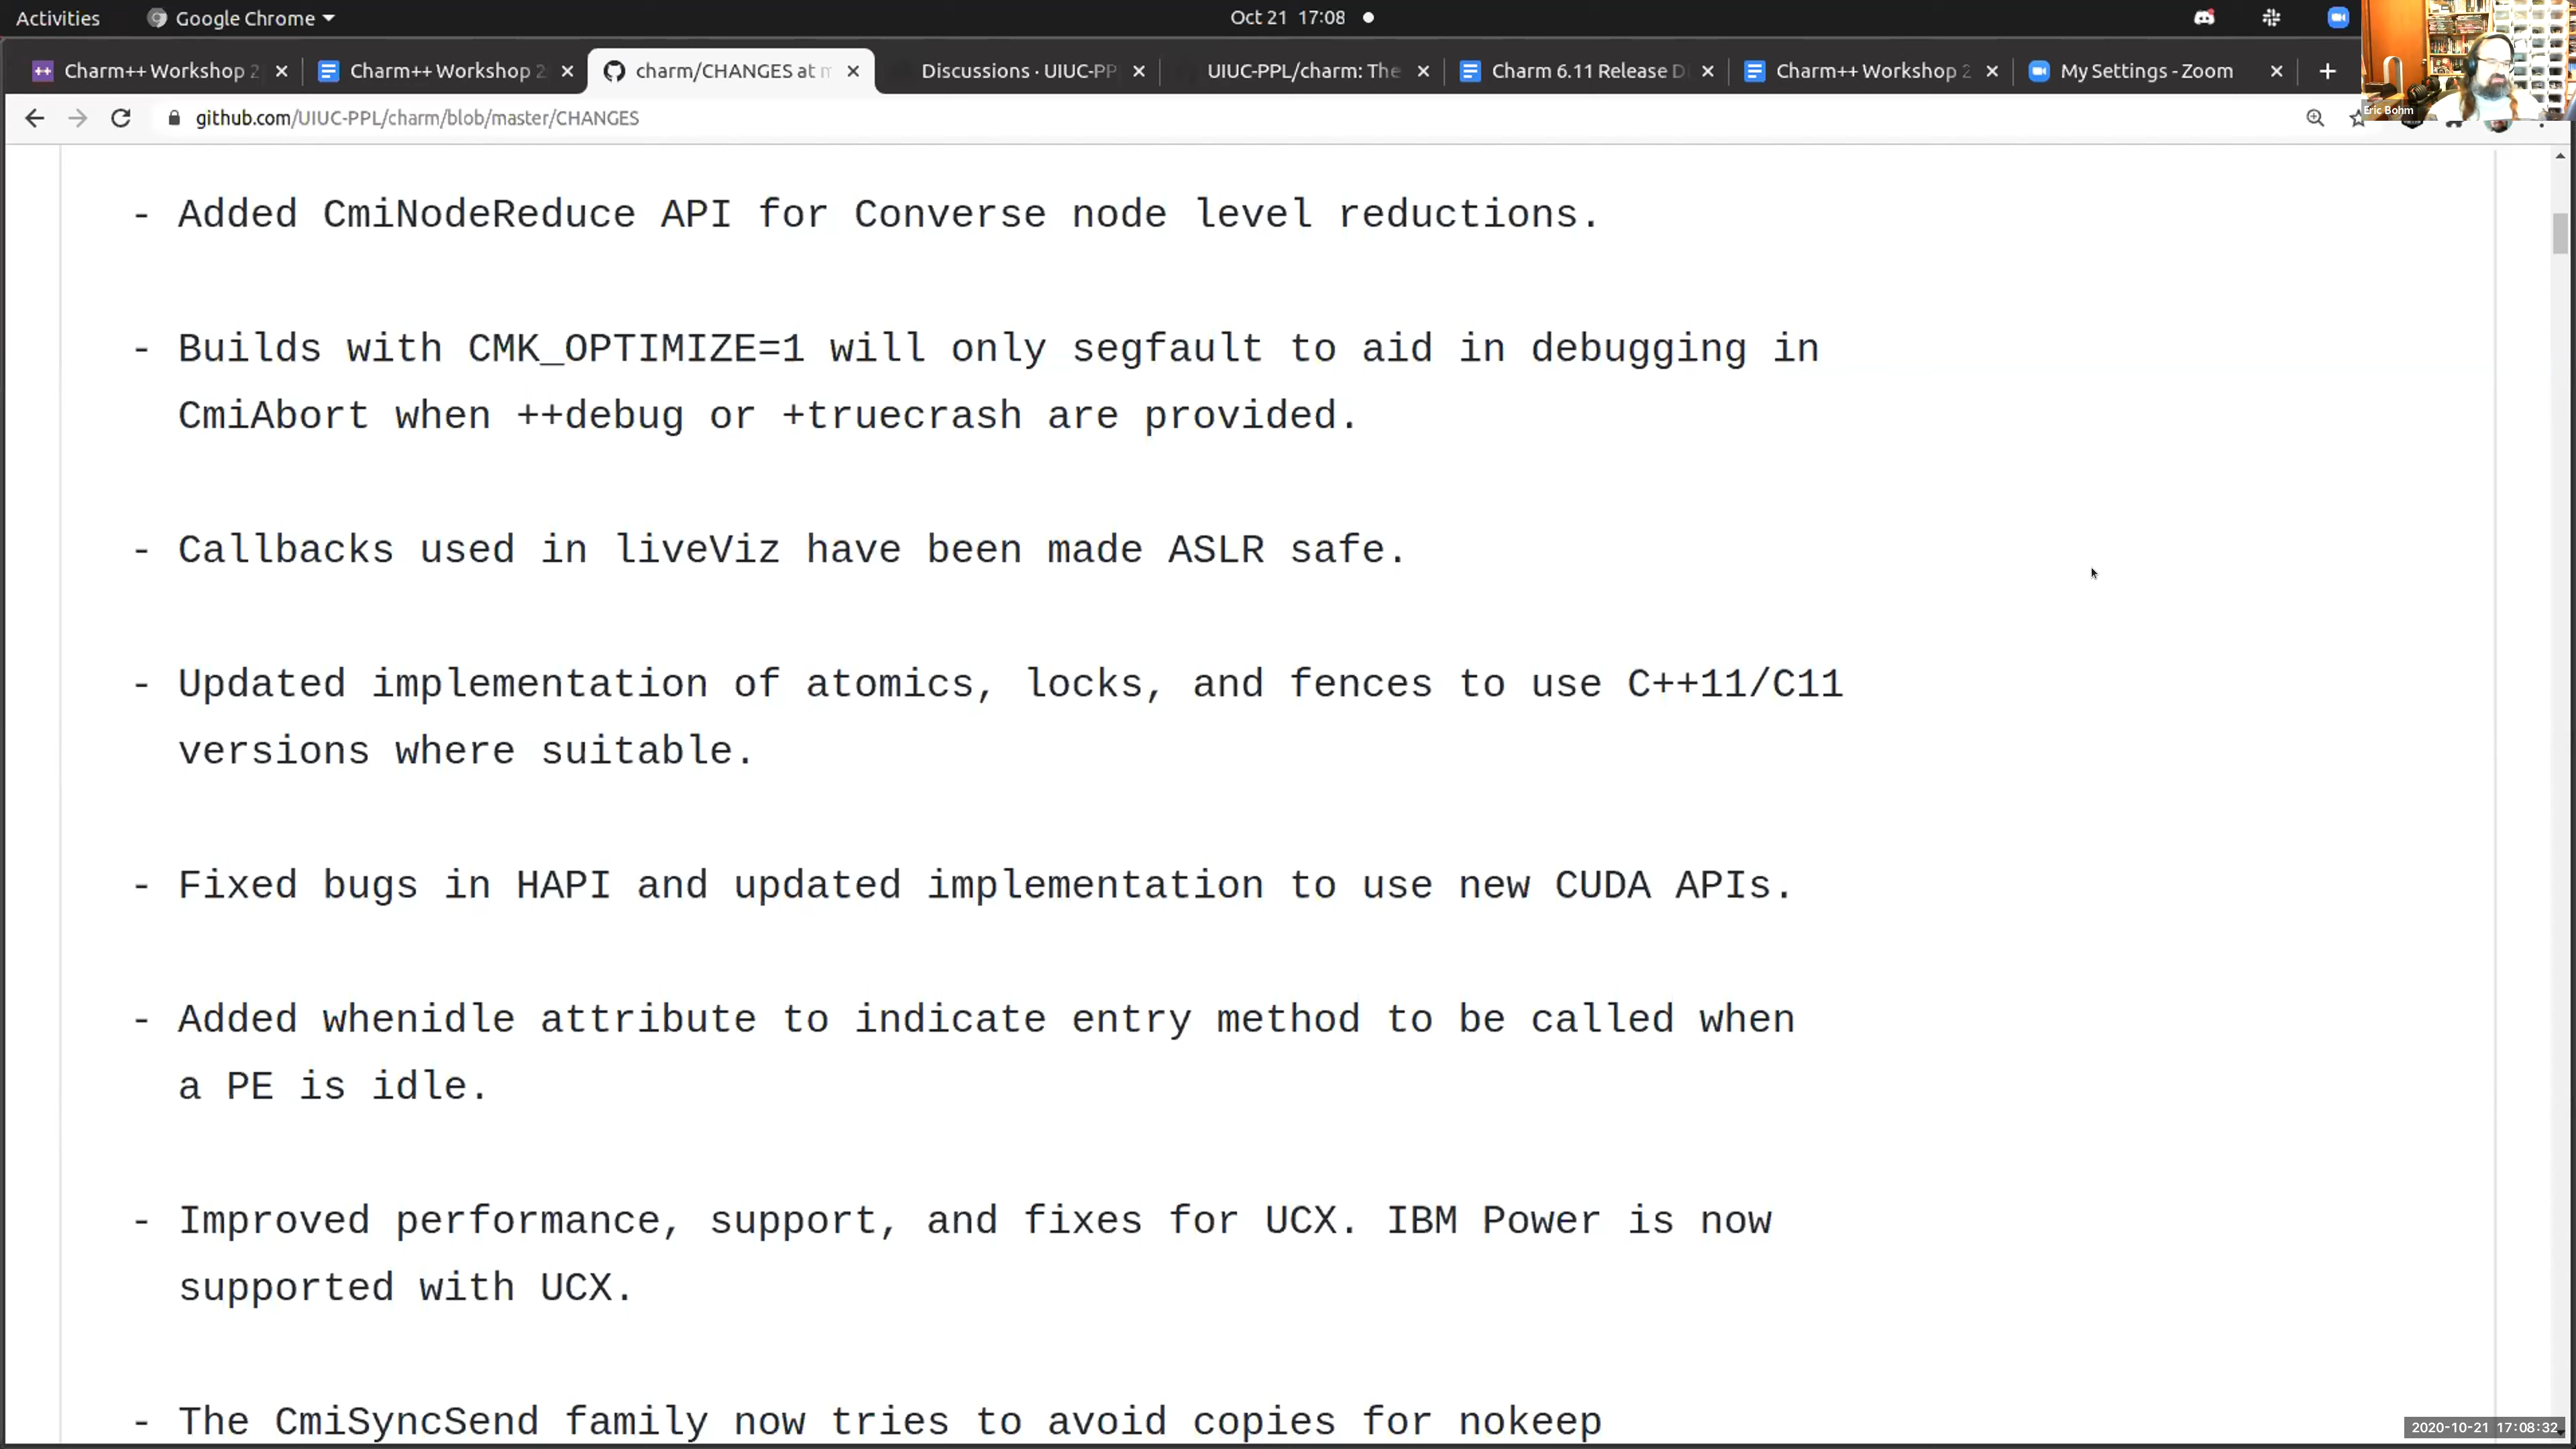 Activities Google Chrome Oct 21 17:08
Charm++ Workshop 2 Charm++ Workshop 2 charm/CHANGES at m Discussions · UIUC-PP UIUC-PPL/charm: The Charm 6.11 Release D Charm++ Workshop 2 My Settings - Zoom
github.com/UIUC-PPL/charm/blob/master/CHANGES
Eric Bohm
- Added CmiNodeReduce API for Converse node level reductions.
- Builds with CMK_OPTIMIZE=1 will only segfault to aid in debugging in
CmiAbort when ++debug or +truecrash are provided.
- Callbacks used in liveViz have been made ASLR safe.
- Updated implementation of atomics, locks, and fences to use C++11/C11
versions where suitable.
- Fixed bugs in HAPI and updated implementation to use new CUDA APIs.
- Added whenidle attribute to indicate entry method to be called when
a PE is idle.
- Improved performance, support, and fixes for UCX. IBM Power is now
supported with UCX.
- The CmiSyncSend family now tries to avoid copies for nokeep
2020-10-21 17:08:32